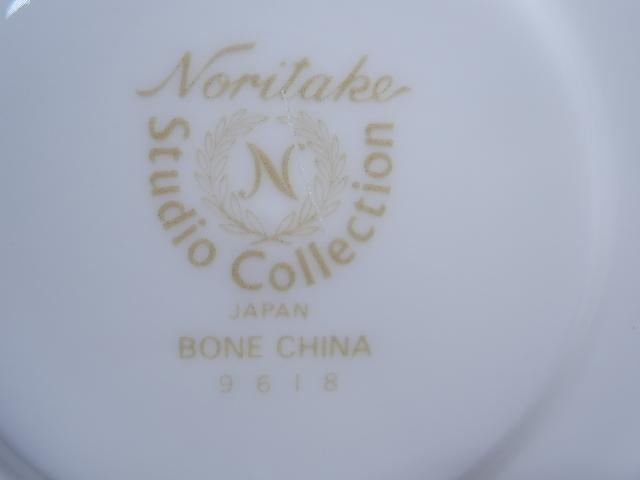 Noritake
Studio Collection
N
JAPAN
BONE CHINA
9618